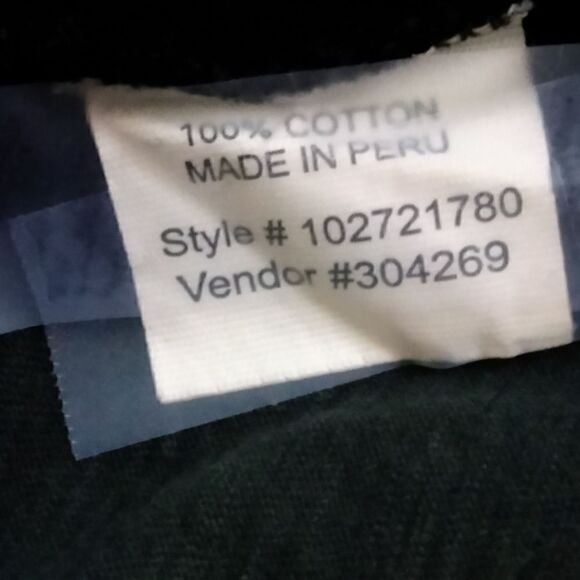 100% COTTON
MADE IN PERU
Style # 102721780
Vendor #304269